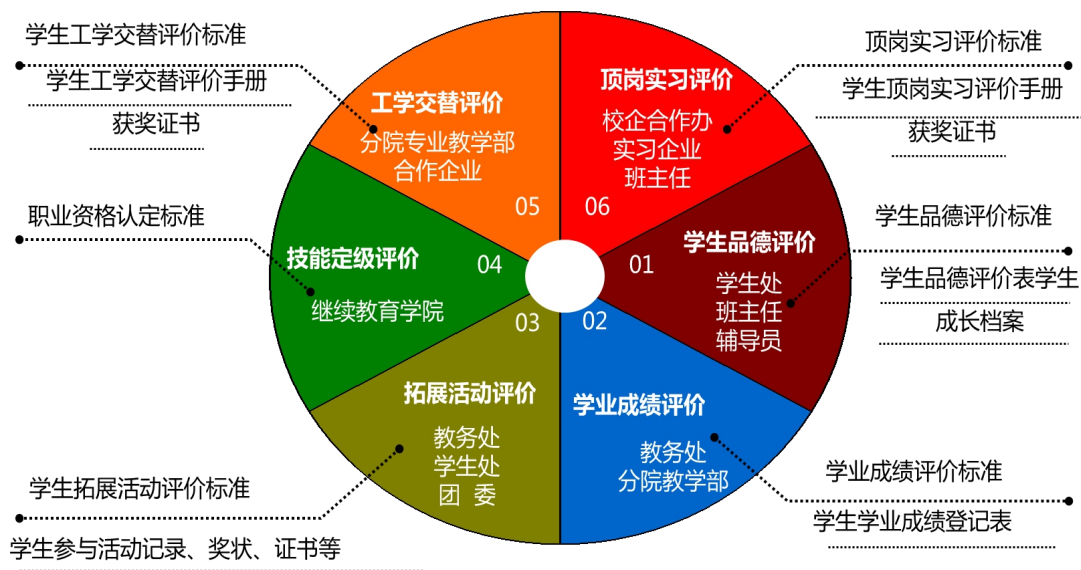 学生工学交替评价标准
学生工学交替评价手册
获奖证书
工学交替评价
分院专业教学部
合作企业
05
顶岗实习评价
校企合作办
实习企业
班主任
06
顶岗实习评价标准
学生顶岗实习评价手册
获奖证书
职业资格认定标准
技能定级评价
04
继续教育学院
学生品德评价
01
学生处
班主任
辅导员
学生品德评价标准
学生品德评价表学生
成长档案
03
拓展活动评价
教务处
学生处
团 委
学生拓展活动评价标准
学生参与活动记录、奖状、证书等
02
学业成绩评价
教务处
分院教学部
学业成绩评价标准
学生学业成绩登记表